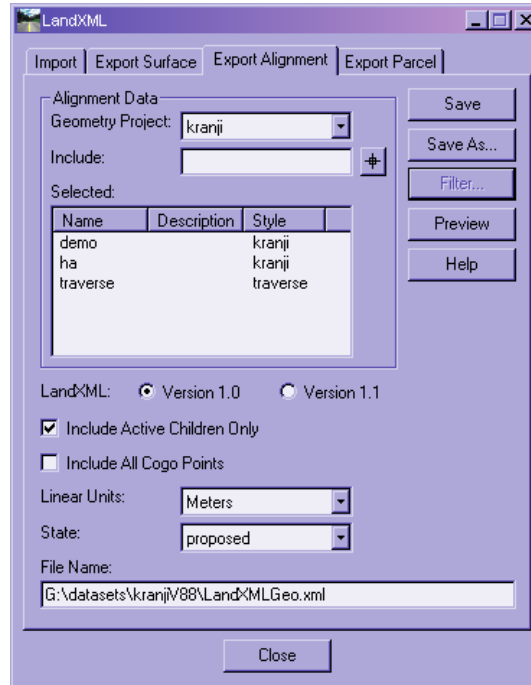 LandXML
Import Export Surface Export Alignment Export Parcel
Alignment Data
Geometry Project: kranji
Include:
Selected:
Name Description Style
demo kranji
ha kranji
traverse traverse
Save
Save As...
Filter...
Preview
Help
LandXML: Version 1.0 Version 1.1
Include Active Children Only
Include All Cogo Points
Linear Units: Meters
State: proposed
File Name:
G:\datasets\kranjiV88\LandXMLGeo.xml
Close